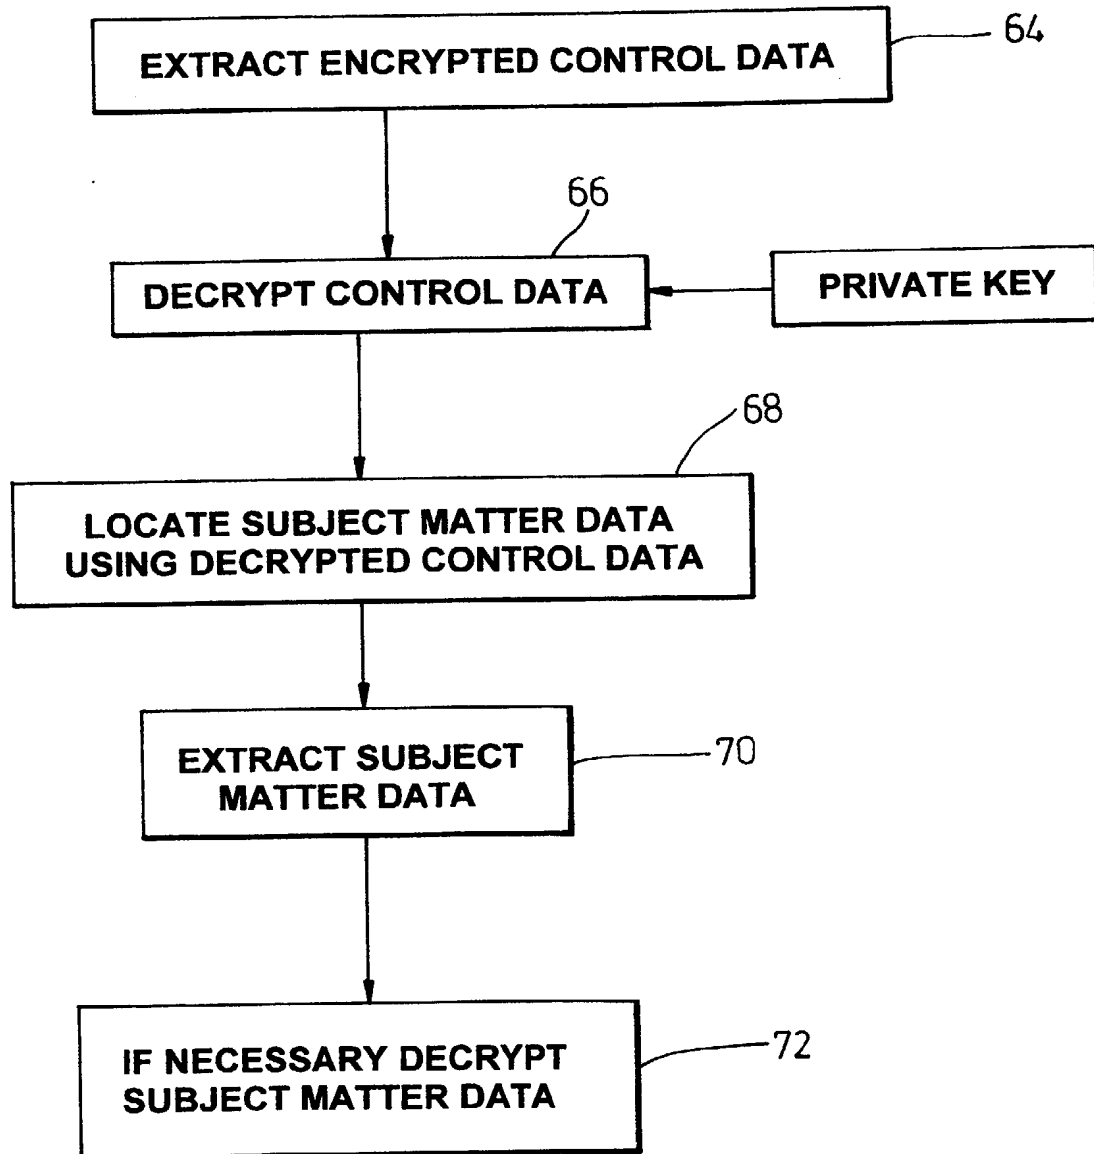 EXTRACT ENCRYPTED CONTROL DATA
64
66
DECRYPT CONTROL DATA
PRIVATE KEY
68
LOCATE SUBJECT MATTER DATA
USING DECRYPTED CONTROL DATA
EXTRACT SUBJECT
MATTER DATA
70
IF NECESSARY DECRYPT
SUBJECT MATTER DATA
72